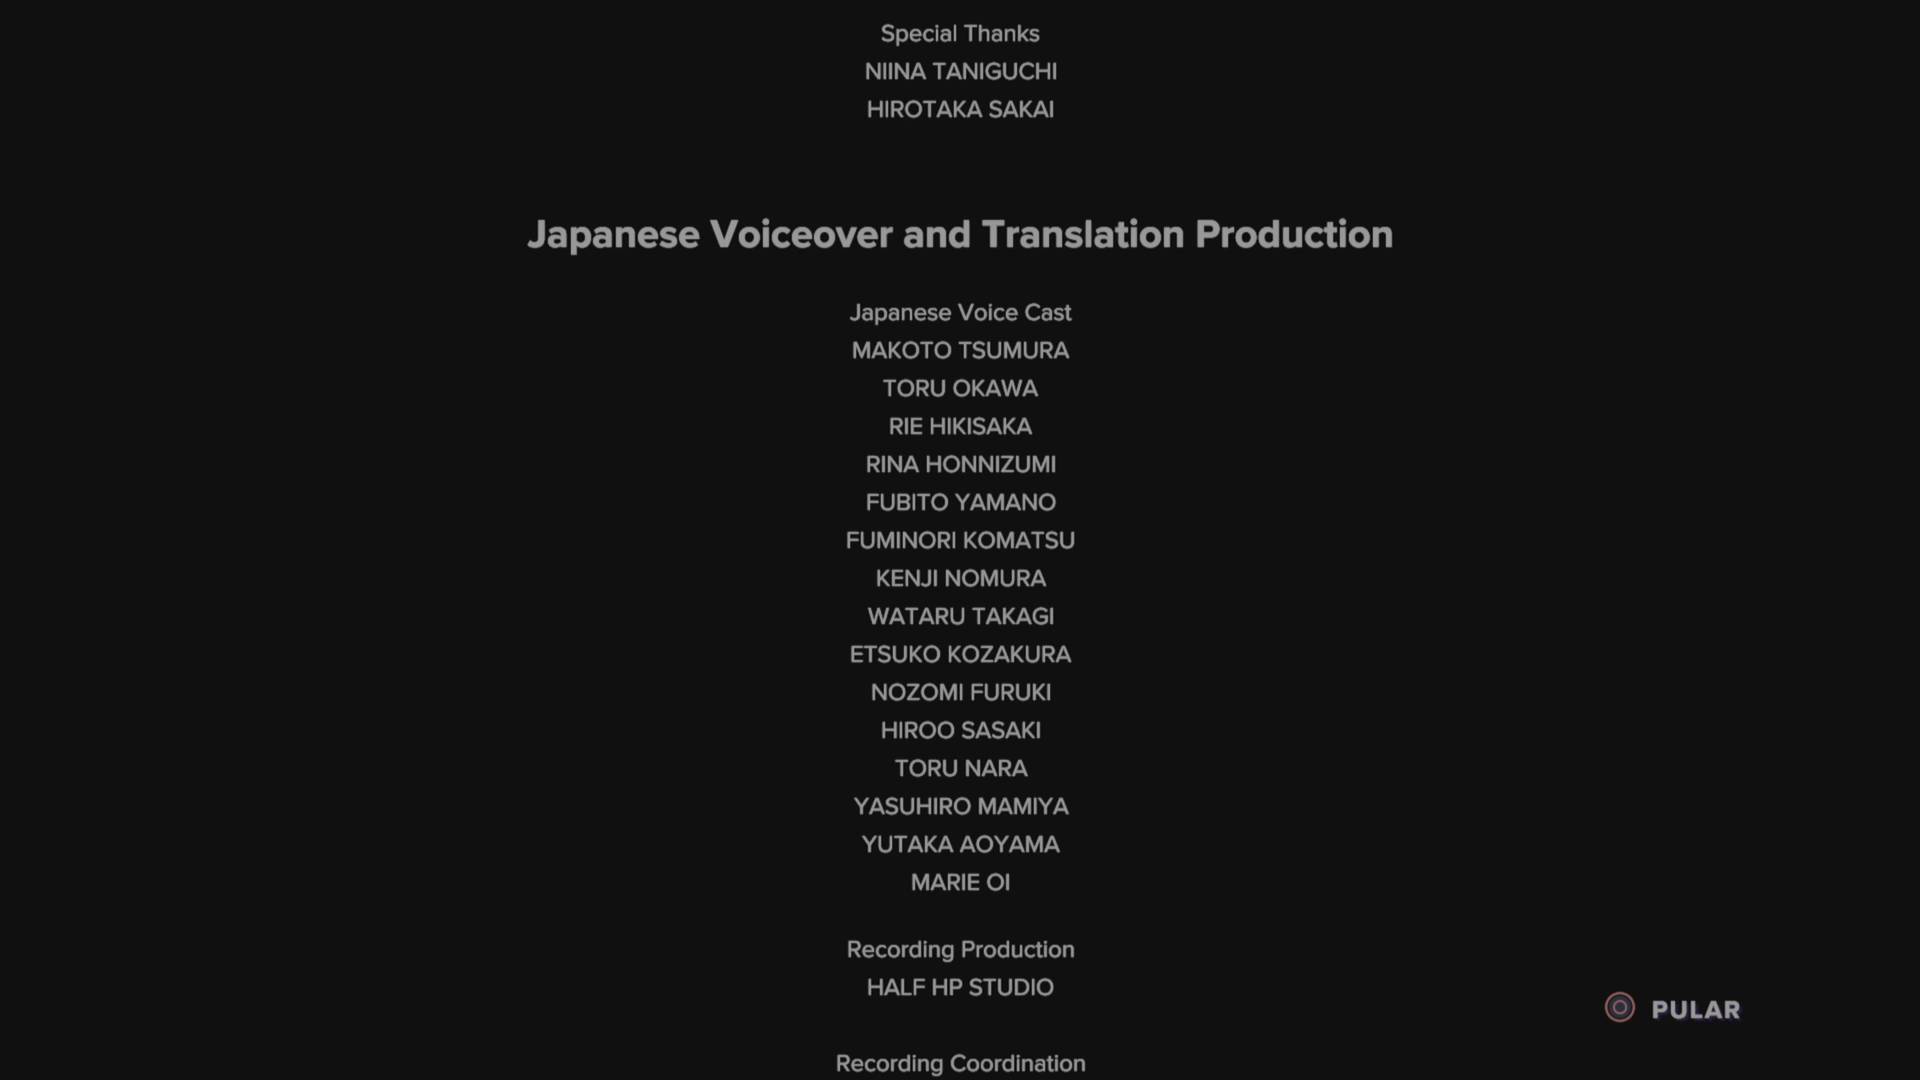 Special Thanks
NIINA TANIGUCHI
HIROTAKA SAKAI
Japanese Voiceover and Translation Production
Japanese Voice Cast
MAKOTO TSUMURA
TORU OKAWA
RIE HIKISAKA
RINA HONNIZUMI
FUBITO YAMANO
FUMINORI KOMATSU
KENJI NOMURA
WATARU TAKAGI
ETSUKO KOZAKURA
NOZOMI FURUKI
HIROO SASAKI
TORU NARA
YASUHIRO MAMIYA
YUTAKA AOYAMA
MARIE OI
Recording Production
HALF HP STUDIO
PULAR
Recording Coordination